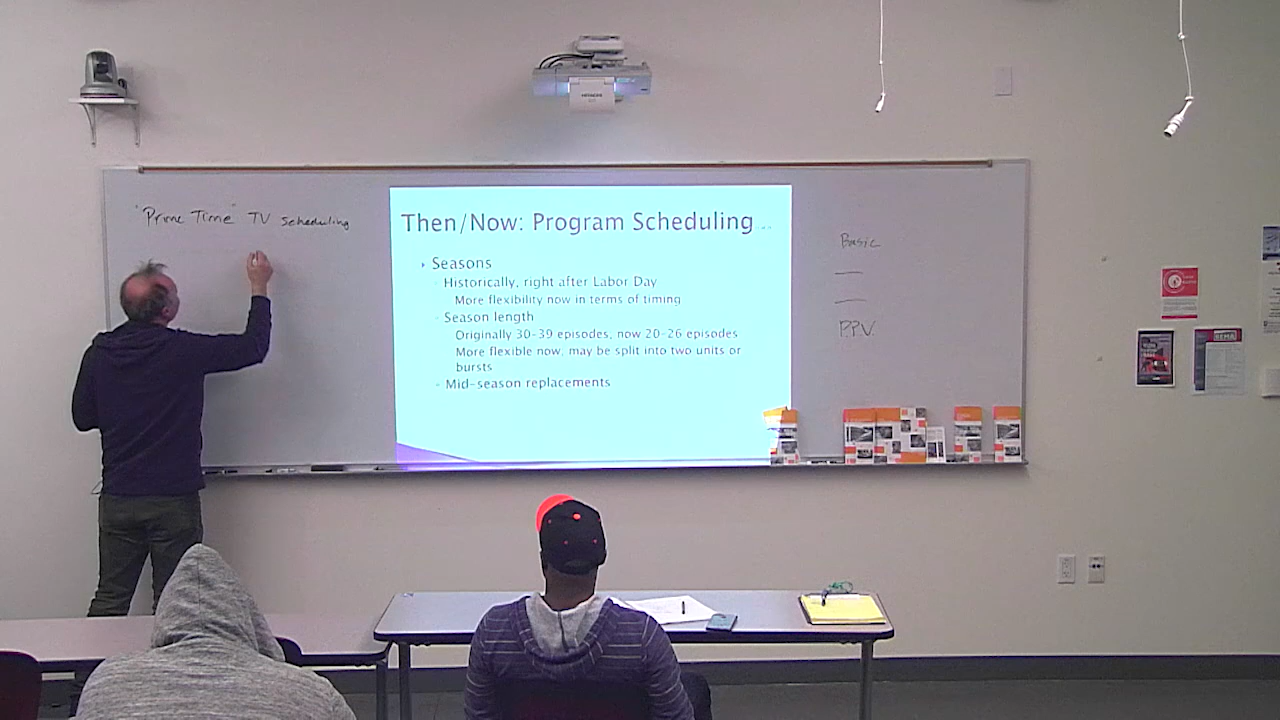 "Prime Time" TV Scheduling
Then/Now: Program Scheduling...
Seasons
Historically, right after Labor Day
More flexibility now in terms of timing
Season length
Originally 30-39 episodes, now 20-26 episodes
More flexible now, may be split into two units or
bursts
Mid-season replacements
Basic
P.P.V.
HITACHI